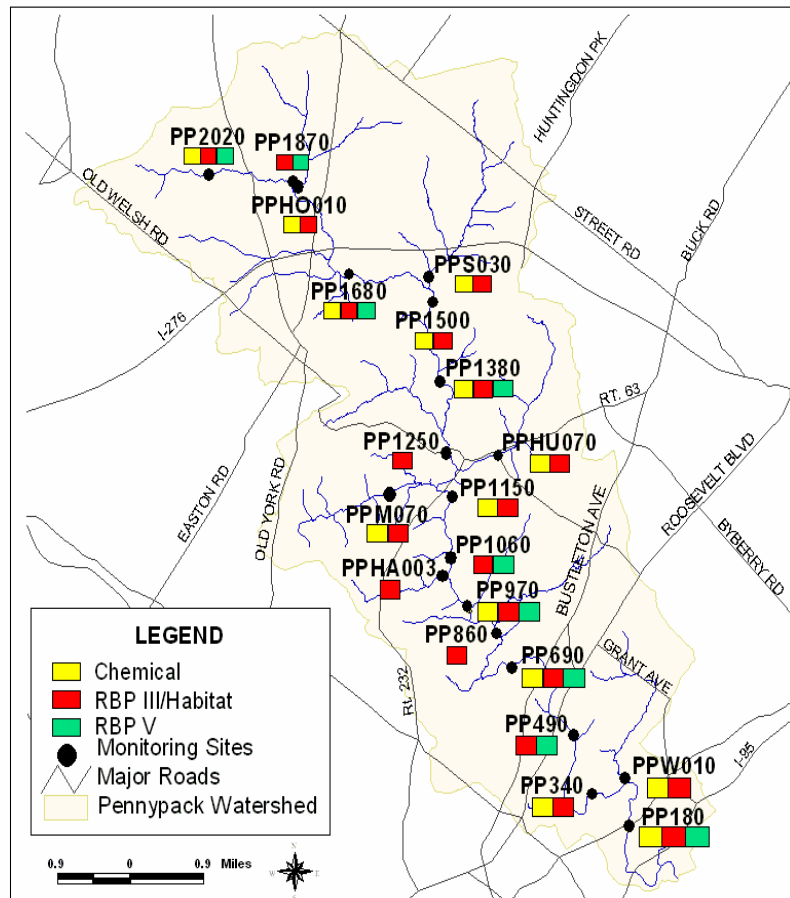 HUNTINGDON PK
PP2020
PP1870
OLD WELSH RD
PPHO010
STREET RD
BUCK RD
PPS030
PP1680
I-276
PP1500
PP1380
RT. 63
PP1250
PPHU070
ROOSEVELT BLVD
EASTON RD
OLD YORK RD
PP1150
PPM070
BYBERRY RD
BUSTLETON AVE
PP1060
PPHA003
PP970
PP860
GRANT AVE
PP690
Rt. 232
PP490
I-95
PPW010
PP340
PP180
LEGEND
Chemical
RBP III/Habitat
RBP V
Monitoring Sites
Major Roads
Pennypack Watershed
0.9 0 0.9 Miles
N
W E
S